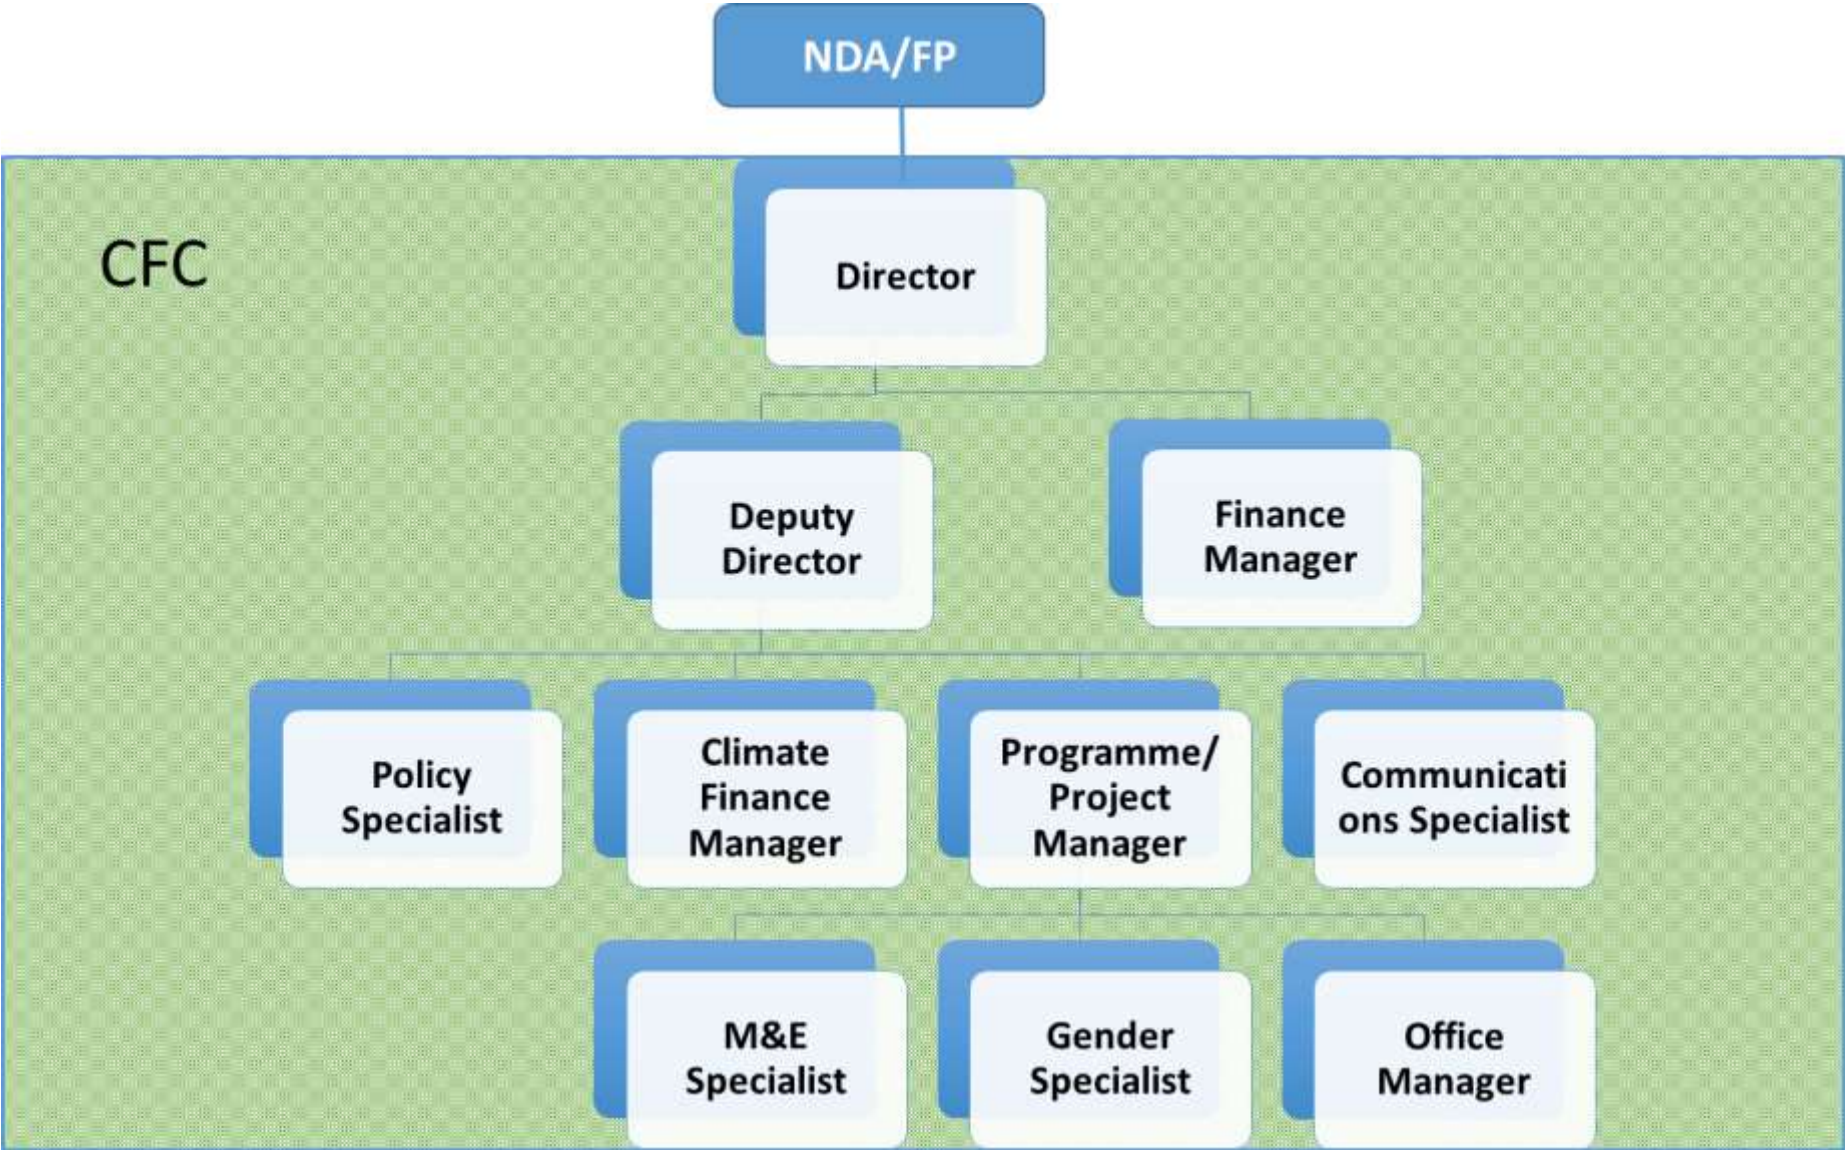 NDA/FP
CFC
Director
Deputy
Director
Finance
Manager
Policy
Specialist
Climate
Finance
Manager
Programme/
Project
Manager
Communicati
ons Specialist
M&E
Specialist
Gender
Specialist
Office
Manager